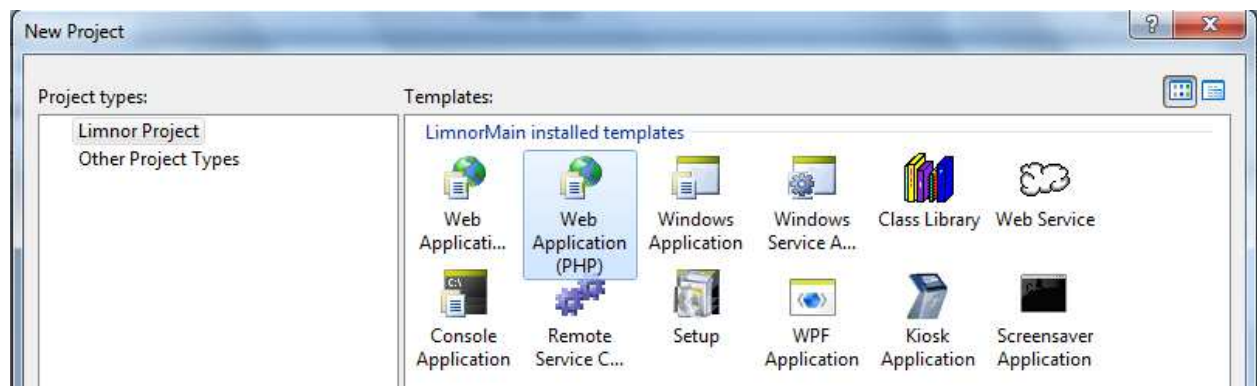 New Project
Project types:
Templates:
Limnor Project
Other Project Types
LimnorMain installed templates
Web Applicati...
Web Application (PHP)
Windows Application
Windows Service A...
Class Library
Web Service
C:\
Console Application
Remote Service C...
Setup
WPF Application
Kiosk Application
Screensaver Application